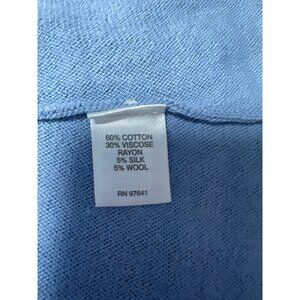 60% COTTON
30% VISCOSE
RAYON
5% SILK
5% WOOL
RN 97641